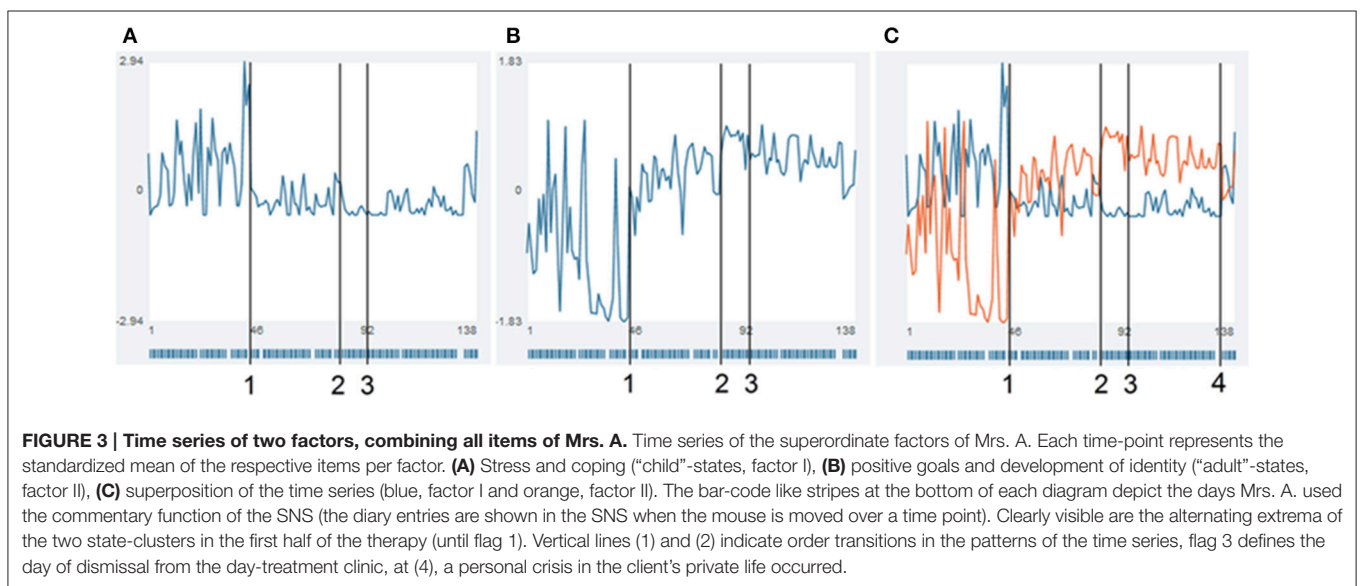 A
B
C
2.94
0
-2.94
1
46
92
138
1 2 3
1.83
0
-1.83
1
46
92
138
1 2 3
1
46
92
138
1 2 3 4
FIGURE 3 | Time series of two factors, combining all items of Mrs. A. Time series of the superordinate factors of Mrs. A. Each time-point represents the
standardized mean of the respective items per factor. (A) Stress and coping (“child”-states, factor I), (B) positive goals and development of identity (“adult”-states,
factor II), (C) superposition of the time series (blue, factor I and orange, factor II). The bar-code like stripes at the bottom of each diagram depict the days Mrs. A. used
the commentary function of the SNS (the diary entries are shown in the SNS when the mouse is moved over a time point). Clearly visible are the alternating extrema of
the two state-clusters in the first half of the therapy (until flag 1). Vertical lines (1) and (2) indicate order transitions in the patterns of the time series, flag 3 defines the
day of dismissal from the day-treatment clinic, at (4), a personal crisis in the client’s private life occurred.